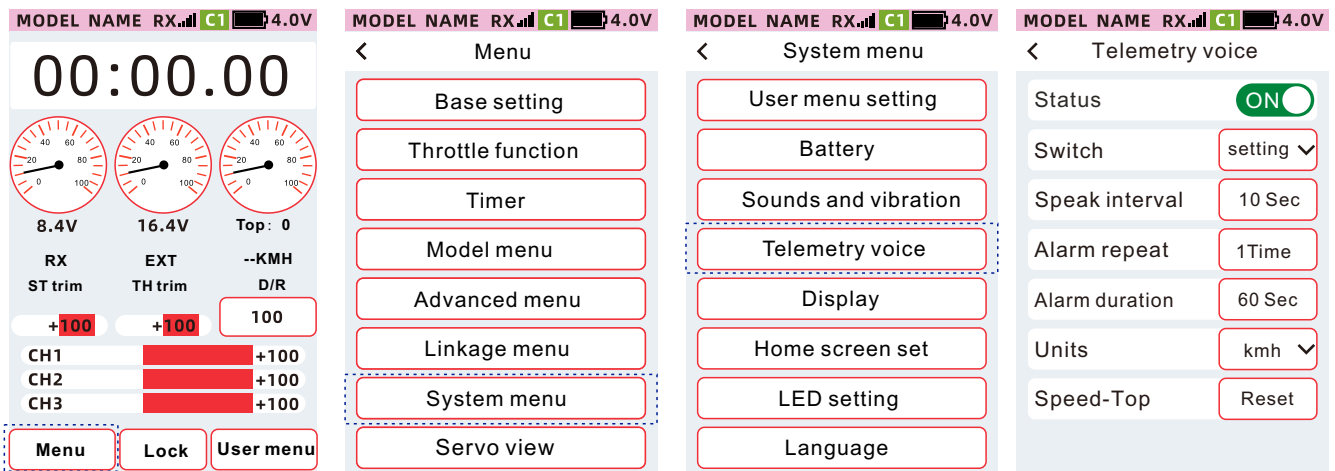 MODEL NAME RX C1 4.0V
00:00.00
40 60
20 80
0 100
40 60
20 80
0 100
40 60
20 80
0 100
8.4V 16.4V Top: 0
RX EXT --KMH
ST trim TH trim D/R
+100 +100 100
CH1 +100
CH2 +100
CH3 +100
Menu Lock User menu
MODEL NAME RX C1 4.0V
< Menu
Base setting
Throttle function
Timer
Model menu
Advanced menu
Linkage menu
System menu
Servo view
MODEL NAME RX C1 4.0V
< System menu
User menu setting
Battery
Sounds and vibration
Telemetry voice
Display
Home screen set
LED setting
Language
MODEL NAME RX C1 4.0V
< Telemetry voice
Status ON
Switch setting
Speak interval 10 Sec
Alarm repeat 1Time
Alarm duration 60 Sec
Units kmh
Speed-Top Reset